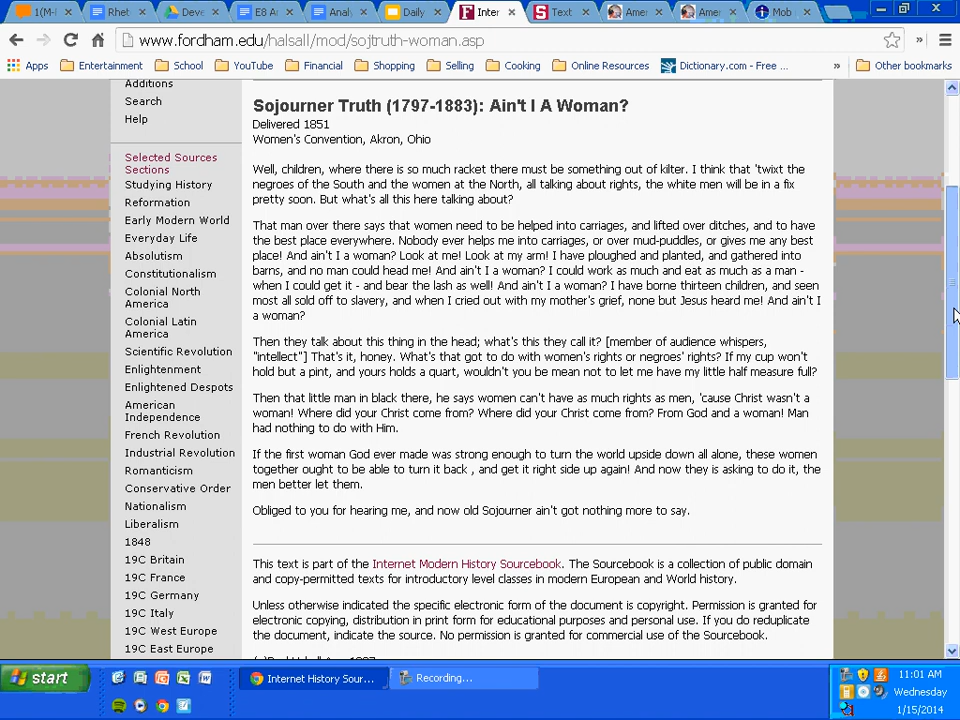 1(M-
Rhet
Deve
E8 A
Anal
Daily
Inter
Text
Amer
Amer
Mob
www.fordham.edu/halsall/mod/sojtruth-woman.asp
Apps Entertainment School YouTube Financial Shopping Selling Cooking Online Resources Dictionary.com - Free ... » Other bookmarks
Additions
Search
Help
Selected Sources
Sections
Studying History
Reformation
Early Modern World
Everyday Life
Absolutism
Constitutionalism
Colonial North
America
Colonial Latin
America
Scientific Revolution
Enlightenment
Enlightened Despots
American
Independence
French Revolution
Industrial Revolution
Romanticism
Conservative Order
Nationalism
Liberalism
1848
19C Britain
19C France
19C Germany
19C Italy
19C West Europe
19C East Europe
Sojourner Truth (1797-1883): Ain't I A Woman?
Delivered 1851
Women's Convention, Akron, Ohio
Well, children, where there is so much racket there must be something out of kilter. I think that 'twixt the
negroes of the South and the women at the North, all talking about rights, the white men will be in a fix
pretty soon. But what's all this here talking about?
That man over there says that women need to be helped into carriages, and lifted over ditches, and to have
the best place everywhere. Nobody ever helps me into carriages, or over mud-puddles, or gives me any best
place! And ain't I a woman? Look at me! Look at my arm! I have ploughed and planted, and gathered into
barns, and no man could head me! And ain't I a woman? I could work as much and eat as much as a man -
when I could get it - and bear the lash as well! And ain't I a woman? I have borne thirteen children, and seen
most all sold off to slavery, and when I cried out with my mother's grief, none but Jesus heard me! And ain't I
a woman?
Then they talk about this thing in the head; what's this they call it? [member of audience whispers,
"intellect"] That's it, honey. What's that got to do with women's rights or negroes' rights? If my cup won't
hold but a pint, and yours holds a quart, wouldn't you be mean not to let me have my little half measure full?
Then that little man in black there, he says women can't have as much rights as men, 'cause Christ wasn't a
woman! Where did your Christ come from? Where did your Christ come from? From God and a woman! Man
had nothing to do with Him.
If the first woman God ever made was strong enough to turn the world upside down all alone, these women
together ought to be able to turn it back , and get it right side up again! And now they is asking to do it, the
men better let them.
Obliged to you for hearing me, and now old Sojourner ain't got nothing more to say.
This text is part of the Internet Modern History Sourcebook. The Sourcebook is a collection of public domain
and copy-permitted texts for introductory level classes in modern European and World history.
Unless otherwise indicated the specific electronic form of the document is copyright. Permission is granted for
electronic copying, distribution in print form for educational purposes and personal use. If you do reduplicate
the document, indicate the source. No permission is granted for commercial use of the Sourcebook.
start
Internet History Sour...
Recording...
11:01 AM
Wednesday
1/15/2014